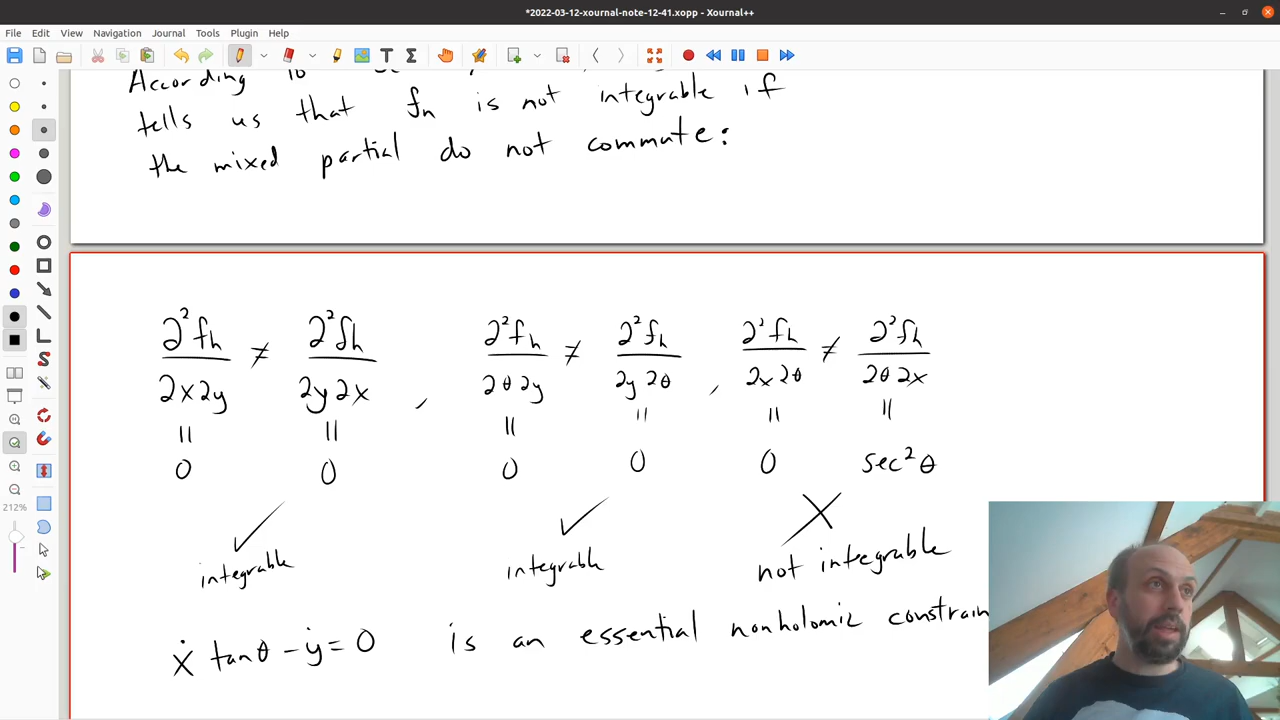 *2022-03-12-xournal-note-12-41.xopp - Xournal++
File Edit View Navigation Journal Tools Plugin Help
According to
tells us that fₙ is not integrable if
the mixed partial do not commute:
∂²fₕ/∂x∂y ≠ ∂²fₕ/∂y∂x , ∂²fₕ/∂θ∂y ≠ ∂²fₕ/∂y∂θ , ∂²fₕ/∂x∂θ ≠ ∂²fₕ/∂θ∂x
|| || || || || ||
0 0 0 0 0 sec²θ
✓ ✓ X
integrable integrable not integrable
ẋ tanθ - ẏ = 0 is an essential nonholomic constrain
212%